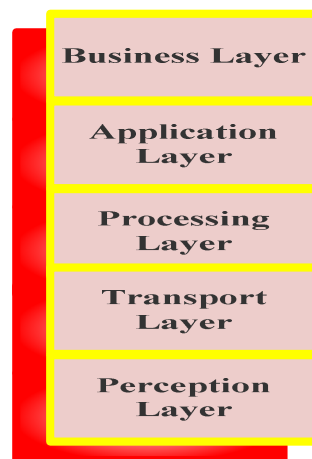 Business Layer
Application
Layer
Processing
Layer
Transport
Layer
Perception
Layer